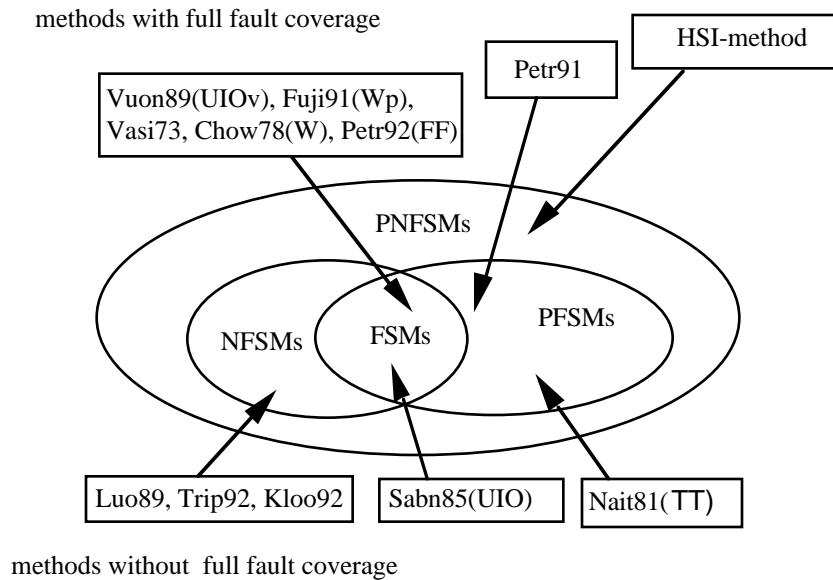 methods with full fault coverage
HSI-method
Petr91
Vuon89(UIOv), Fuji91(Wp),
Vasi73, Chow78(W), Petr92(FF)
PNFSMs
NFSMs
FSMs
PFSMs
Luo89, Trip92, Kloo92
Sabn85(UIO)
Nait81(TT)
methods without full fault coverage